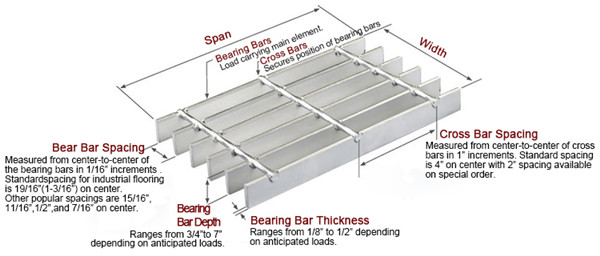 Span
Bearing Bars
Load carrying main element.
Cross Bars
Secures position of bearing bars
Width
Bear Bar Spacing
Measured from center-to-center of
the bearing bars in 1/16" increments .
Standardspacing for industrial flooring
is 19/16"(1-3/16") on center.
Other popular spacings are 15/16",
11/16",1/2",and 7/16" on center.
Cross Bar Spacing
Measured from center-to-center of cross
bars in 1" increments. Standard spacing
is 4" on center with 2" spacing available
on special order.
Bearing
Bar Depth
Ranges from 3/4"to 7"
depending on anticipated loads.
Bearing Bar Thickness
Ranges from 1/8" to 1/2" depending
on anticipated loads.